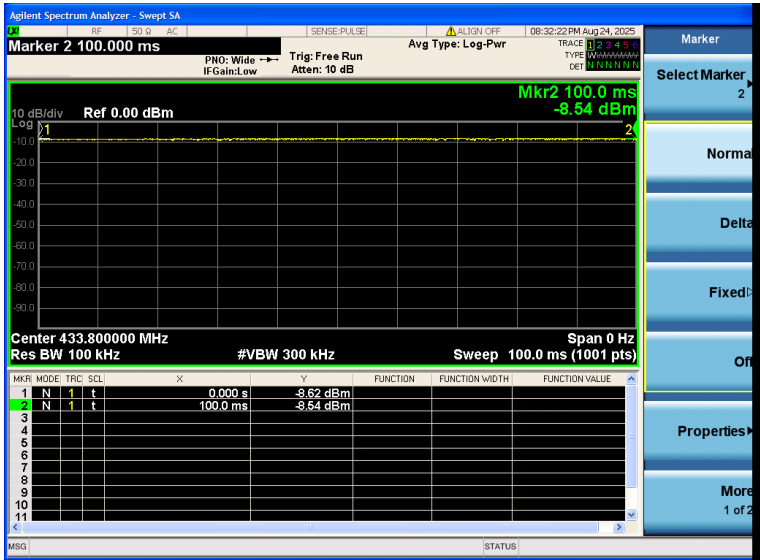 Agilent Spectrum Analyzer - Swept SA
LXI RF 50 Ω AC SENSE:PULSE ALIGN OFF 08:32:22 PM Aug 24, 2025
Marker 2 100.000 ms
PNO: Wide Trig: Free Run Avg Type: Log-Pwr TRACE 1 2 3 4 5 6
IFGain:Low Atten: 10 dB TYPE
DET N N N N N N
Mkr2 100.0 ms
-8.54 dBm
10 dB/div Ref 0.00 dBm
Log
1 2
-10.0
-20.0
-30.0
-40.0
-50.0
-60.0
-70.0
-80.0
-90.0
Center 433.800000 MHz Span 0 Hz
Res BW 100 kHz #VBW 300 kHz Sweep 100.0 ms (1001 pts)
MKR MODE TRC SCL X Y FUNCTION FUNCTION WIDTH FUNCTION VALUE
1 N 1 t 0.000 s -8.62 dBm
2 N 1 t 100.0 ms -8.54 dBm
3
4
5
6
7
8
9
10
11
MSG STATUS
Marker
Select Marker
2
Normal
Delta
Fixed
Off
Properties
More
1 of 2